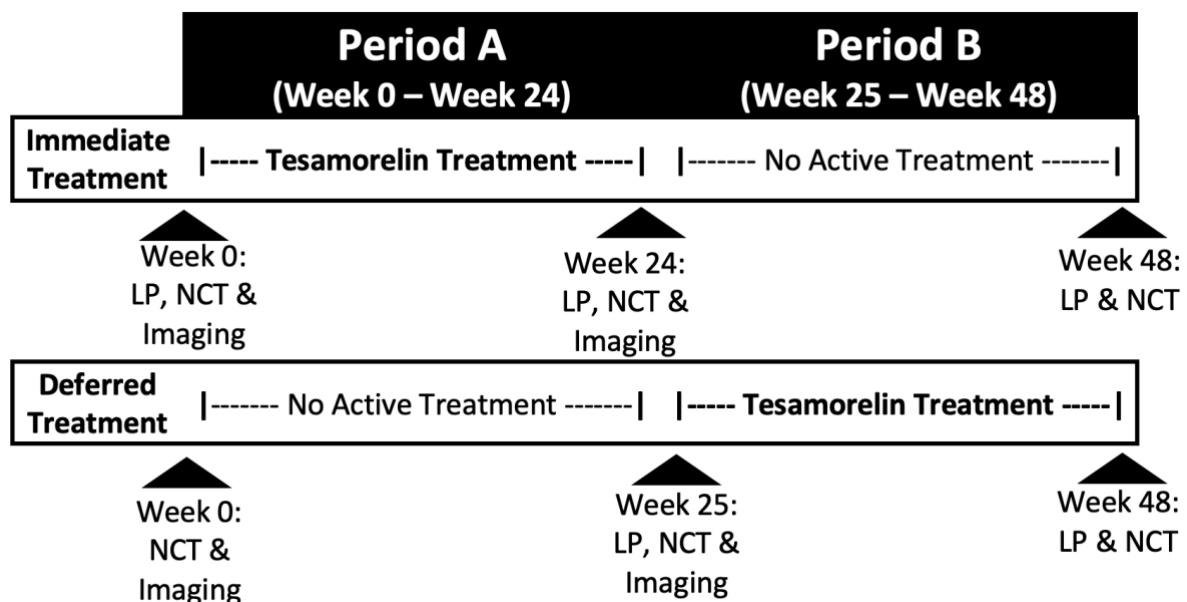 Period A
(Week 0 – Week 24)
Period B
(Week 25 – Week 48)
Immediate
Treatment
|----- Tesamorelin Treatment -----|
|------- No Active Treatment -------|
Week 0:
LP, NCT &
Imaging
Week 24:
LP, NCT &
Imaging
Week 48:
LP & NCT
Deferred
Treatment
|------- No Active Treatment -------|
|----- Tesamorelin Treatment -----|
Week 0:
NCT &
Imaging
Week 25:
LP, NCT &
Imaging
Week 48:
LP & NCT